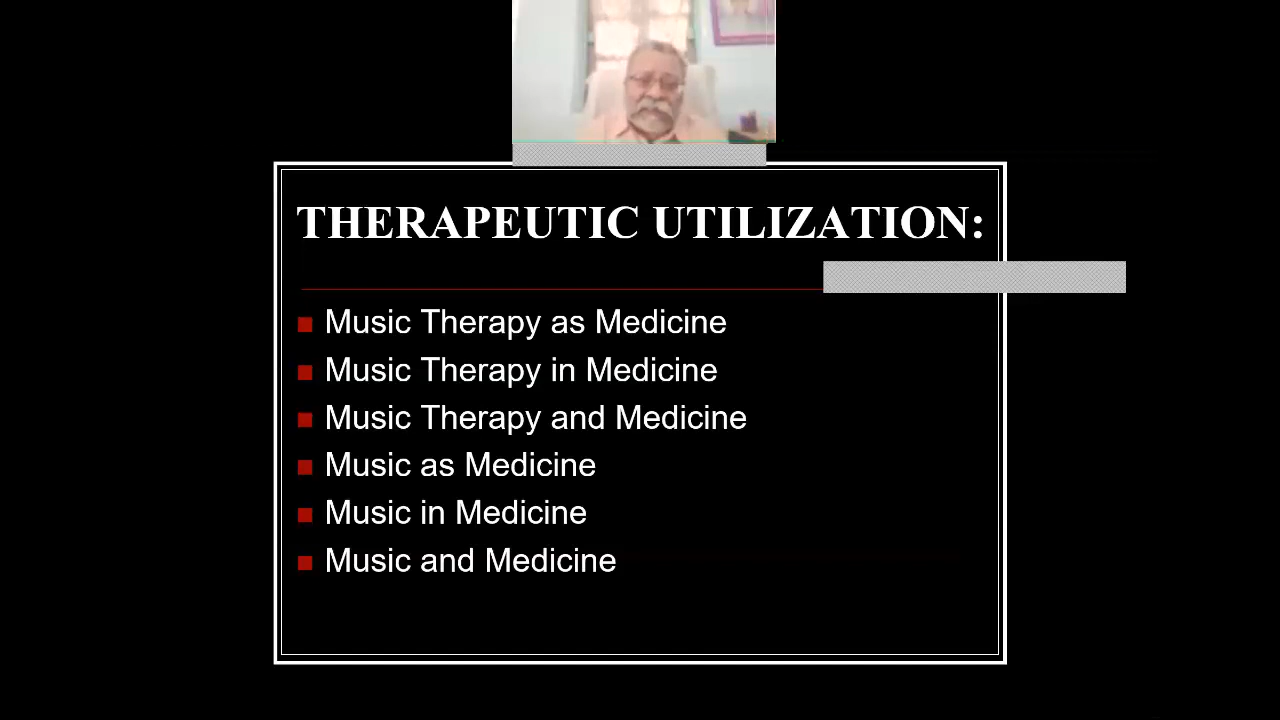 THERAPEUTIC UTILIZATION:
Music Therapy as Medicine
Music Therapy in Medicine
Music Therapy and Medicine
Music as Medicine
Music in Medicine
Music and Medicine